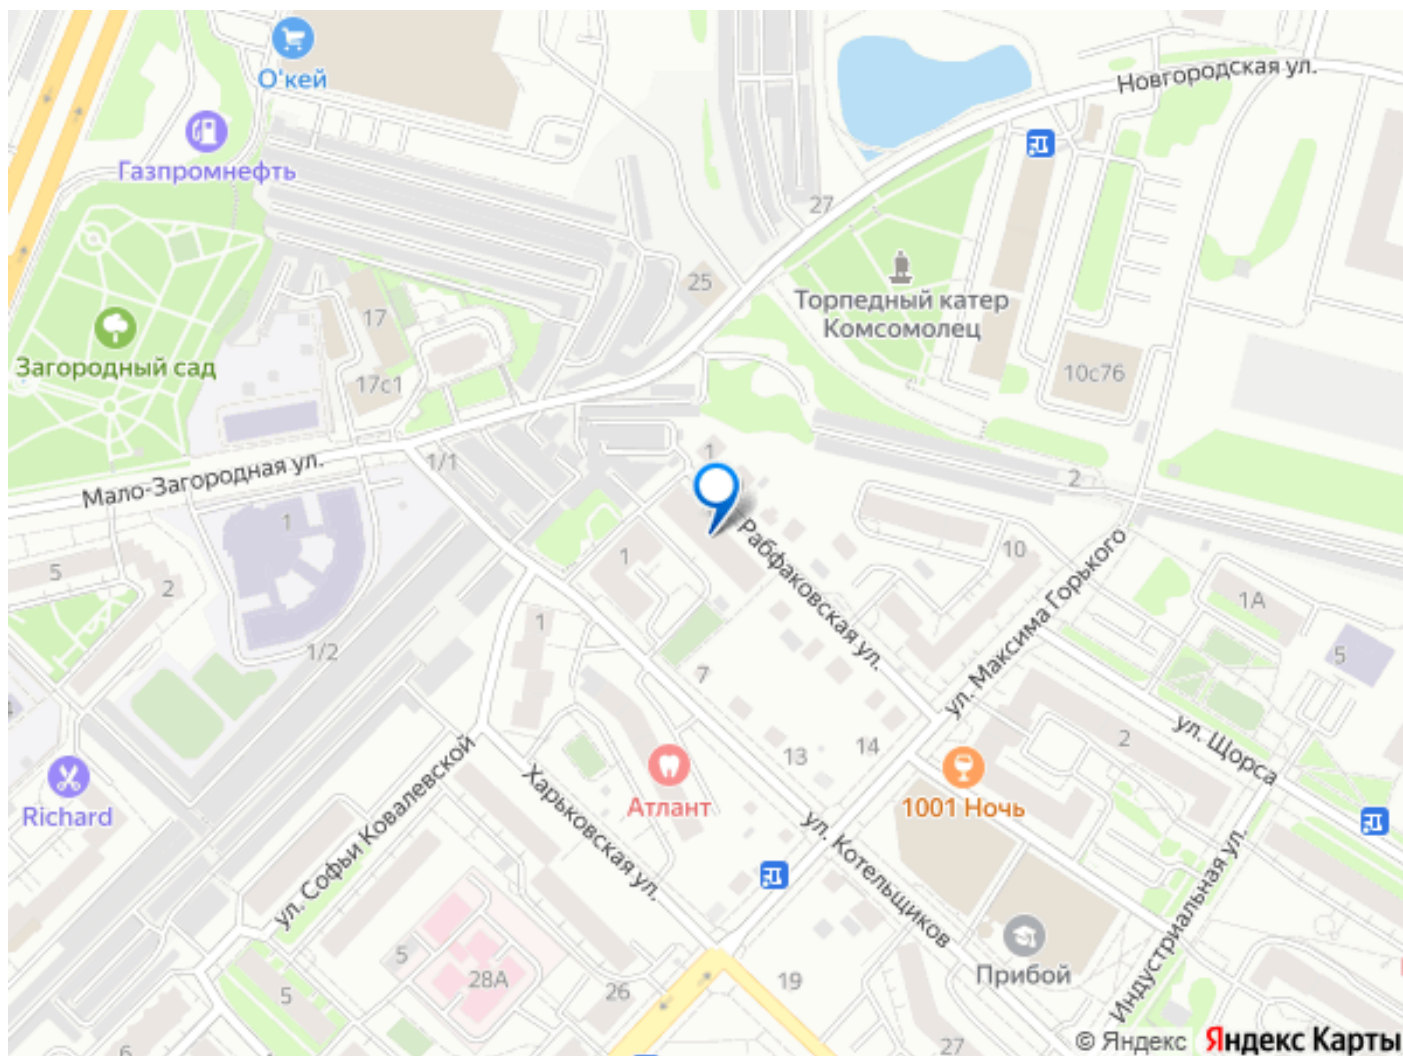 Новгородская ул.
О'кей
Газпромнефть
27
25
Торпедный катер
Комсомолец
17
Загородный сад
17с1
10с76
1
1/1
Мало-Загородная ул.
2
1
Рабфаковская ул.
5
2
1
10
ул. Максима Горького
1А
1
1/2
5
7
ул. Щорса
2
13
14
Richard
Атлант
1001 Ночь
ул. Софьи Ковалевской
Харьковская ул.
ул. Котельщиков
Индустриальная ул.
5
28А
Прибой
5
26
19
6
27
© Яндекс
Яндекс Карты